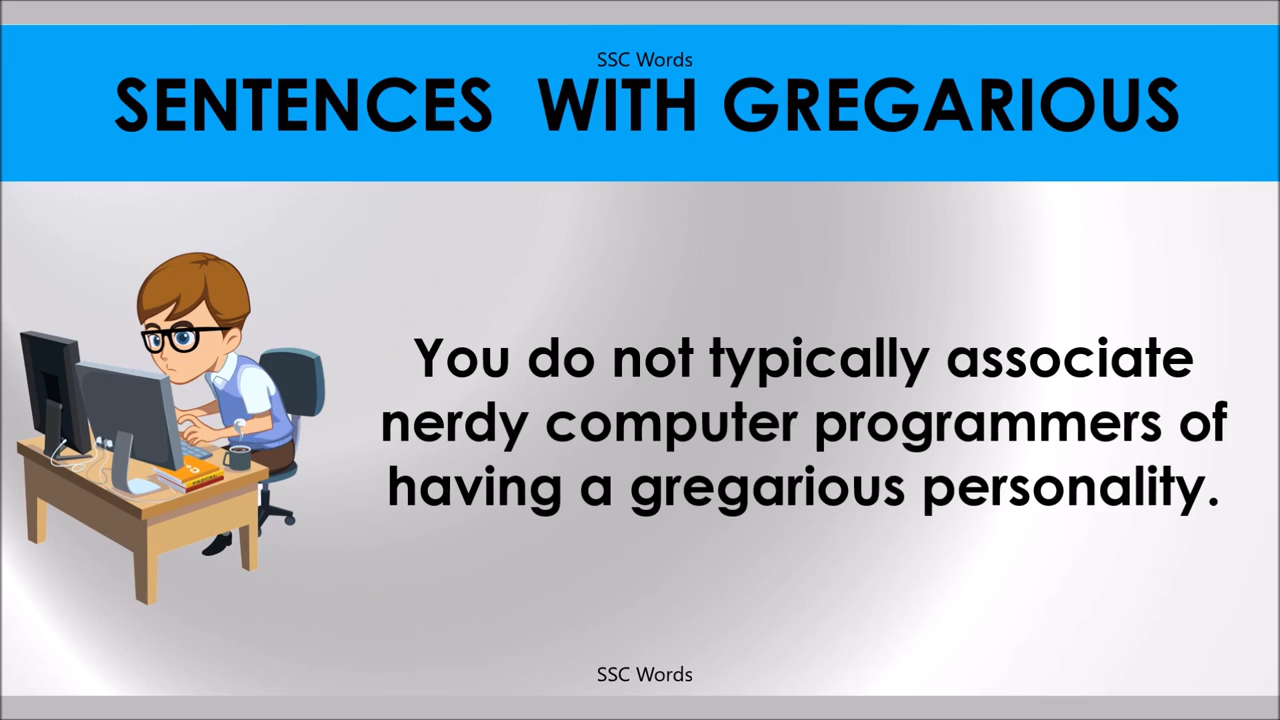 SSC Words
SENTENCES WITH GREGARIOUS
You do not typically associate
nerdy computer programmers of
having a gregarious personality.
SSC Words